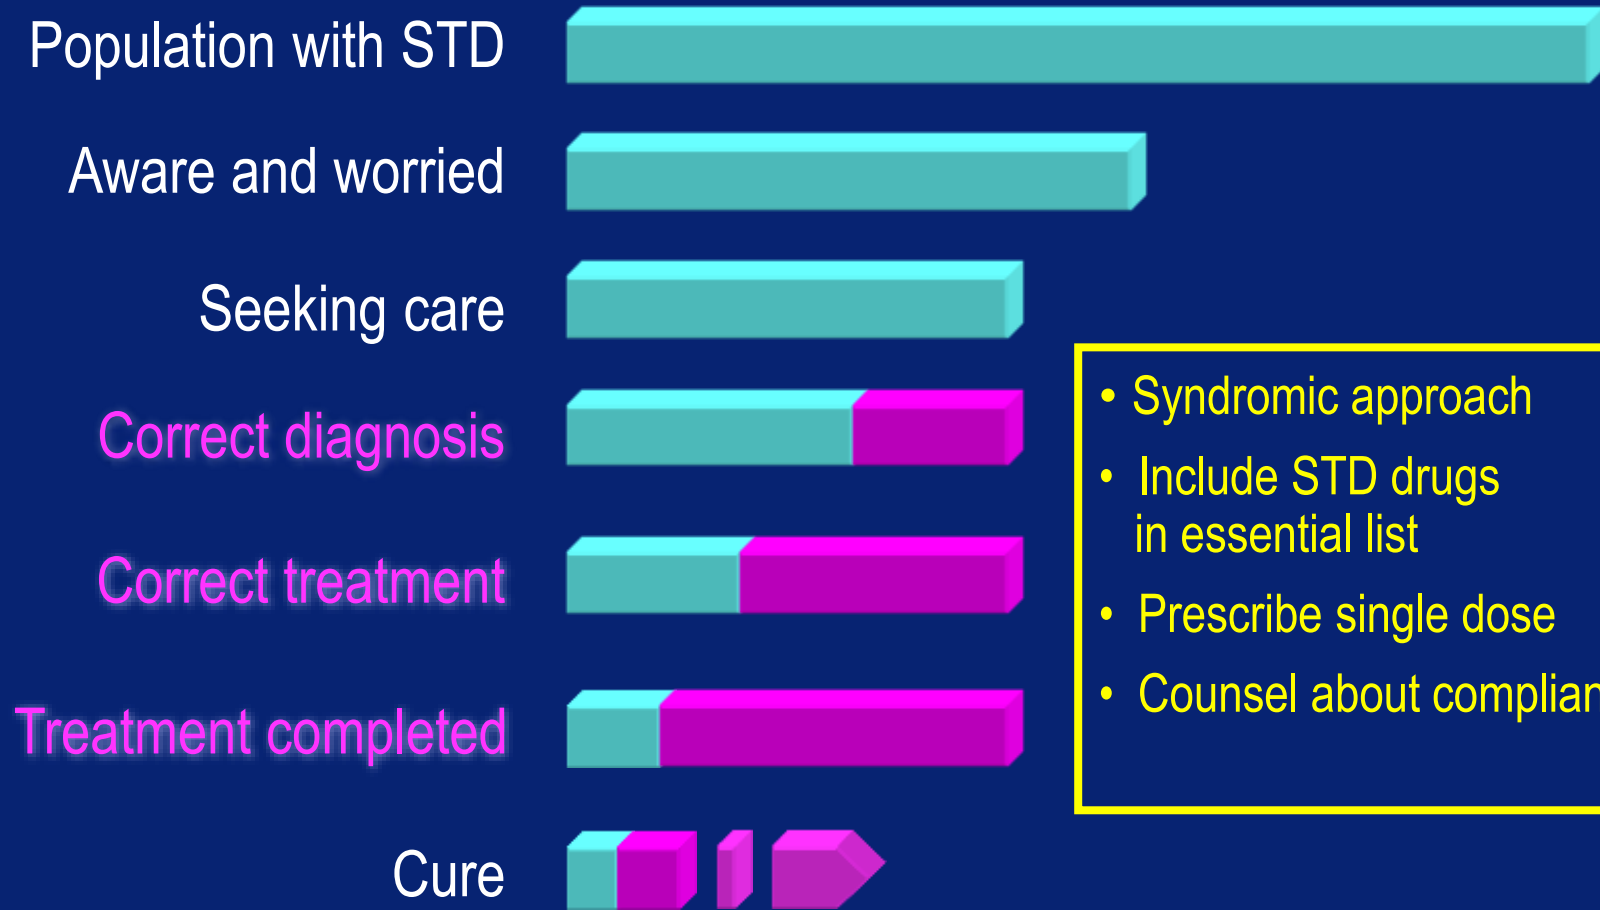 Population with STD
Aware and worried
Seeking care
Correct diagnosis
Correct treatment
Treatment completed
Cure
• Syndromic approach
• Include STD drugs
in essential list
• Prescribe single dose
• Counsel about complian